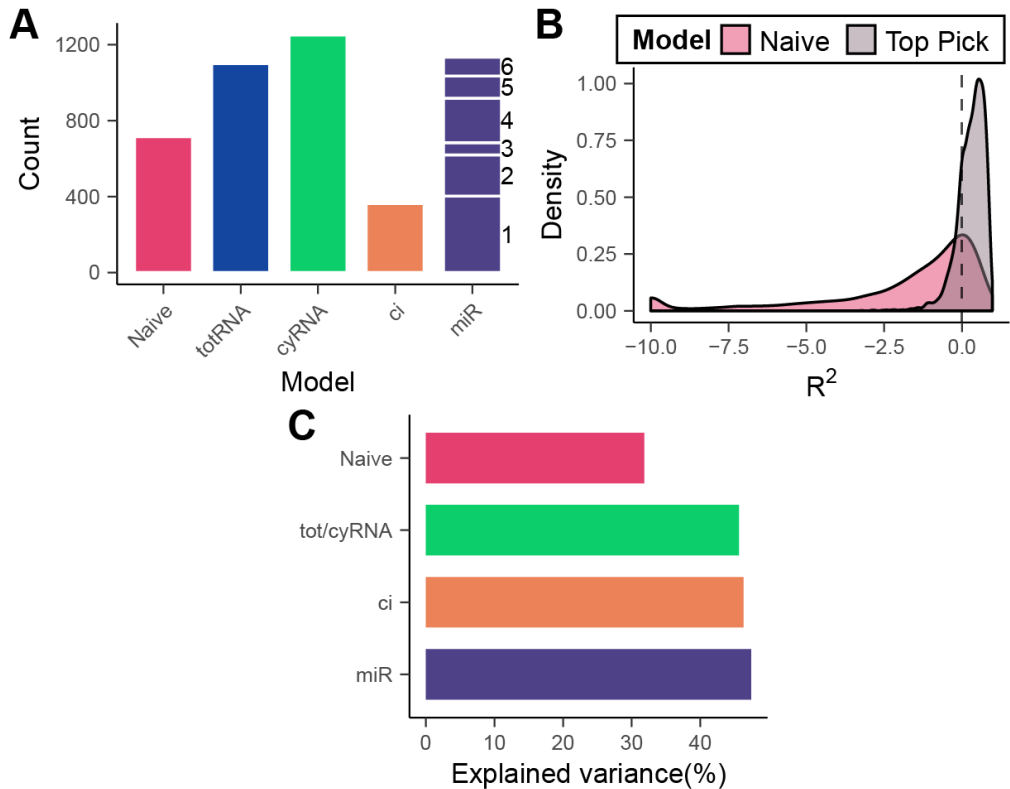 A
Count
1200
800
400
0
6
5
4
3
2
1
Naive
totRNA
cyRNA
ci
miR
Model
B
Model Naive Top Pick
Density
1.00
0.75
0.50
0.25
0.00
−10.0 −7.5 −5.0 −2.5 0.0
R²
C
Naive
tot/cyRNA
ci
miR
0 10 20 30 40
Explained variance(%)